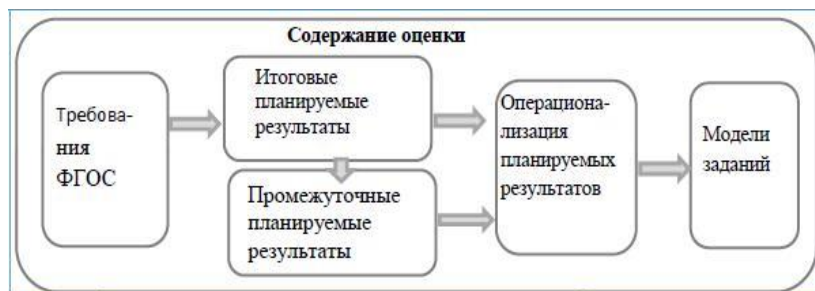 Содержание оценки
Требова-
ния
ФГОС
Итоговые
планируемые
результаты
Промежуточные
планируемые
результаты
Операциона-
лизация
планируемых
результатов
Модели
заданий